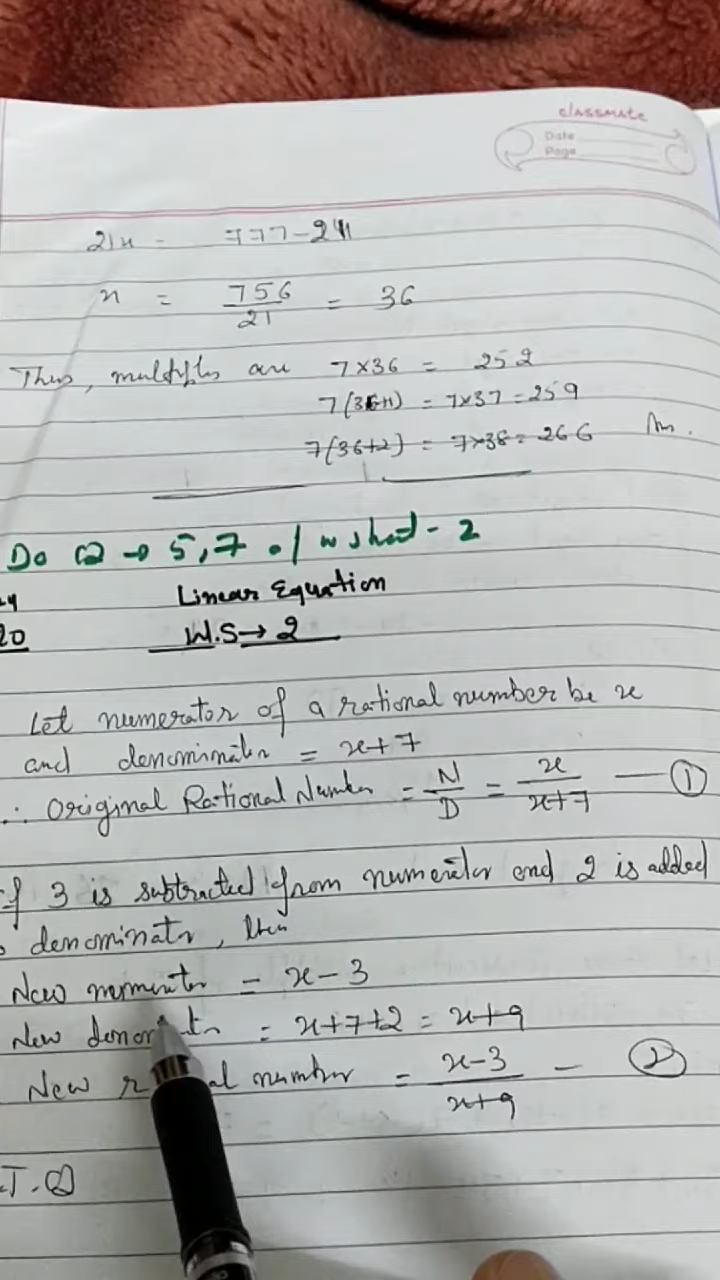 classmate
Date
Page
21x = 777-21
x = 756/21 = 36
Thus, multiples are 7×36 = 252
7(36+1) = 7×37 = 259
7(36+2) = 7×38 = 266 Ans.
Do Q → 5,7 of w sheet - 2
Linear Equation
20 W.S → 2
Let numerator of a rational number be x
and denominator = x+7
∴ Original Rational Number = N/D = x/x+7 — ①
If 3 is subtracted from numerator and 2 is added
denominator, then
New numerator = x-3
New = x+7+2 = x+9
New number = x-3/x+9 - ②
T.Q